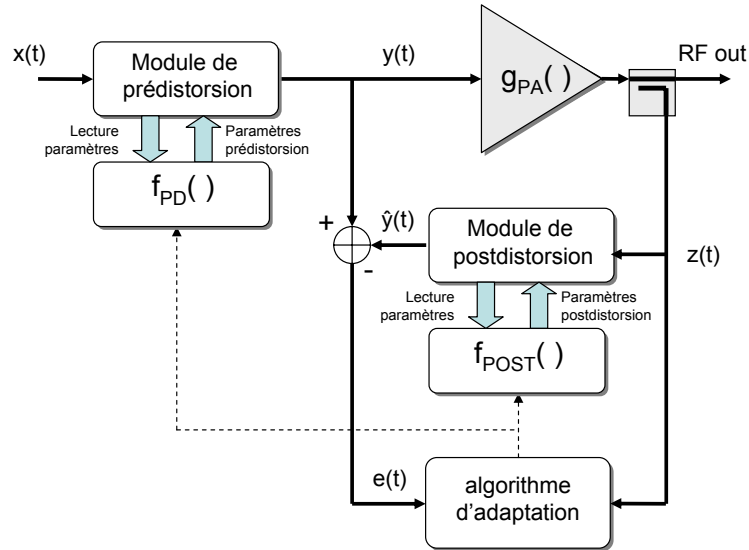 x(t)
Module de
prédistorsion
y(t)
g_PA( )
RF out
Lecture
paramètres
Paramètres
prédistorsion
f_PD( )
+
-
ŷ(t)
Module de
postdistorsion
z(t)
Lecture
paramètres
Paramètres
postdistorsion
f_POST( )
e(t)
algorithme
d'adaptation